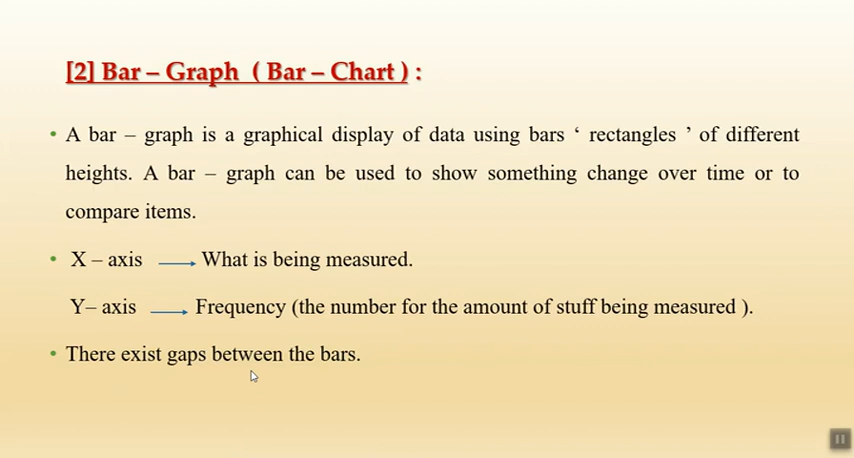 [2] Bar – Graph ( Bar – Chart ) :
• A bar – graph is a graphical display of data using bars ‘ rectangles ’ of different
heights. A bar – graph can be used to show something change over time or to
compare items.
• X – axis → What is being measured.
Y– axis → Frequency (the number for the amount of stuff being measured ).
• There exist gaps between the bars.